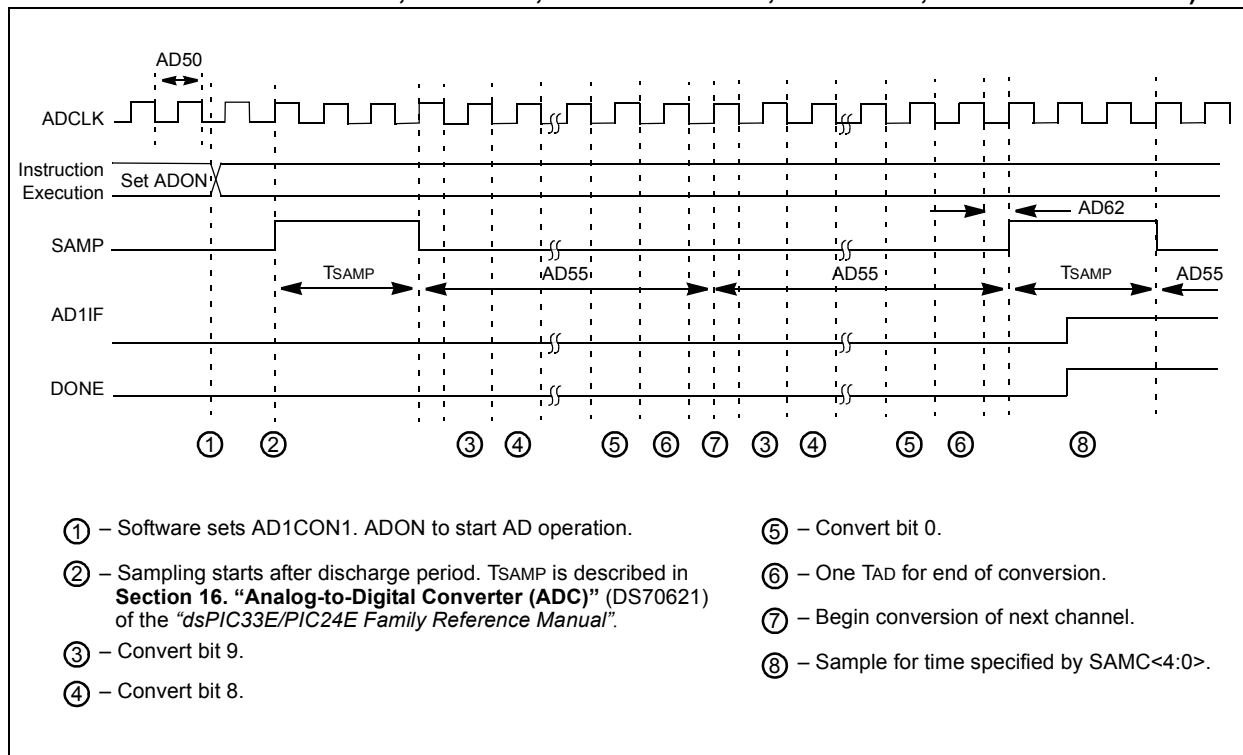 AD50
ADCLK
Instruction
Execution
Set ADON
AD62
SAMP
TSAMP
AD55
AD55
TSAMP
AD55
AD1IF
DONE
1 2 3 4 5 6 7 3 4 5 6 8
① – Software sets AD1CON1. ADON to start AD operation.
② – Sampling starts after discharge period. TSAMP is described in
Section 16. “Analog-to-Digital Converter (ADC)” (DS70621)
of the “dsPIC33E/PIC24E Family Reference Manual”.
③ – Convert bit 9.
④ – Convert bit 8.
⑤ – Convert bit 0.
⑥ – One TAD for end of conversion.
⑦ – Begin conversion of next channel.
⑧ – Sample for time specified by SAMC<4:0>.